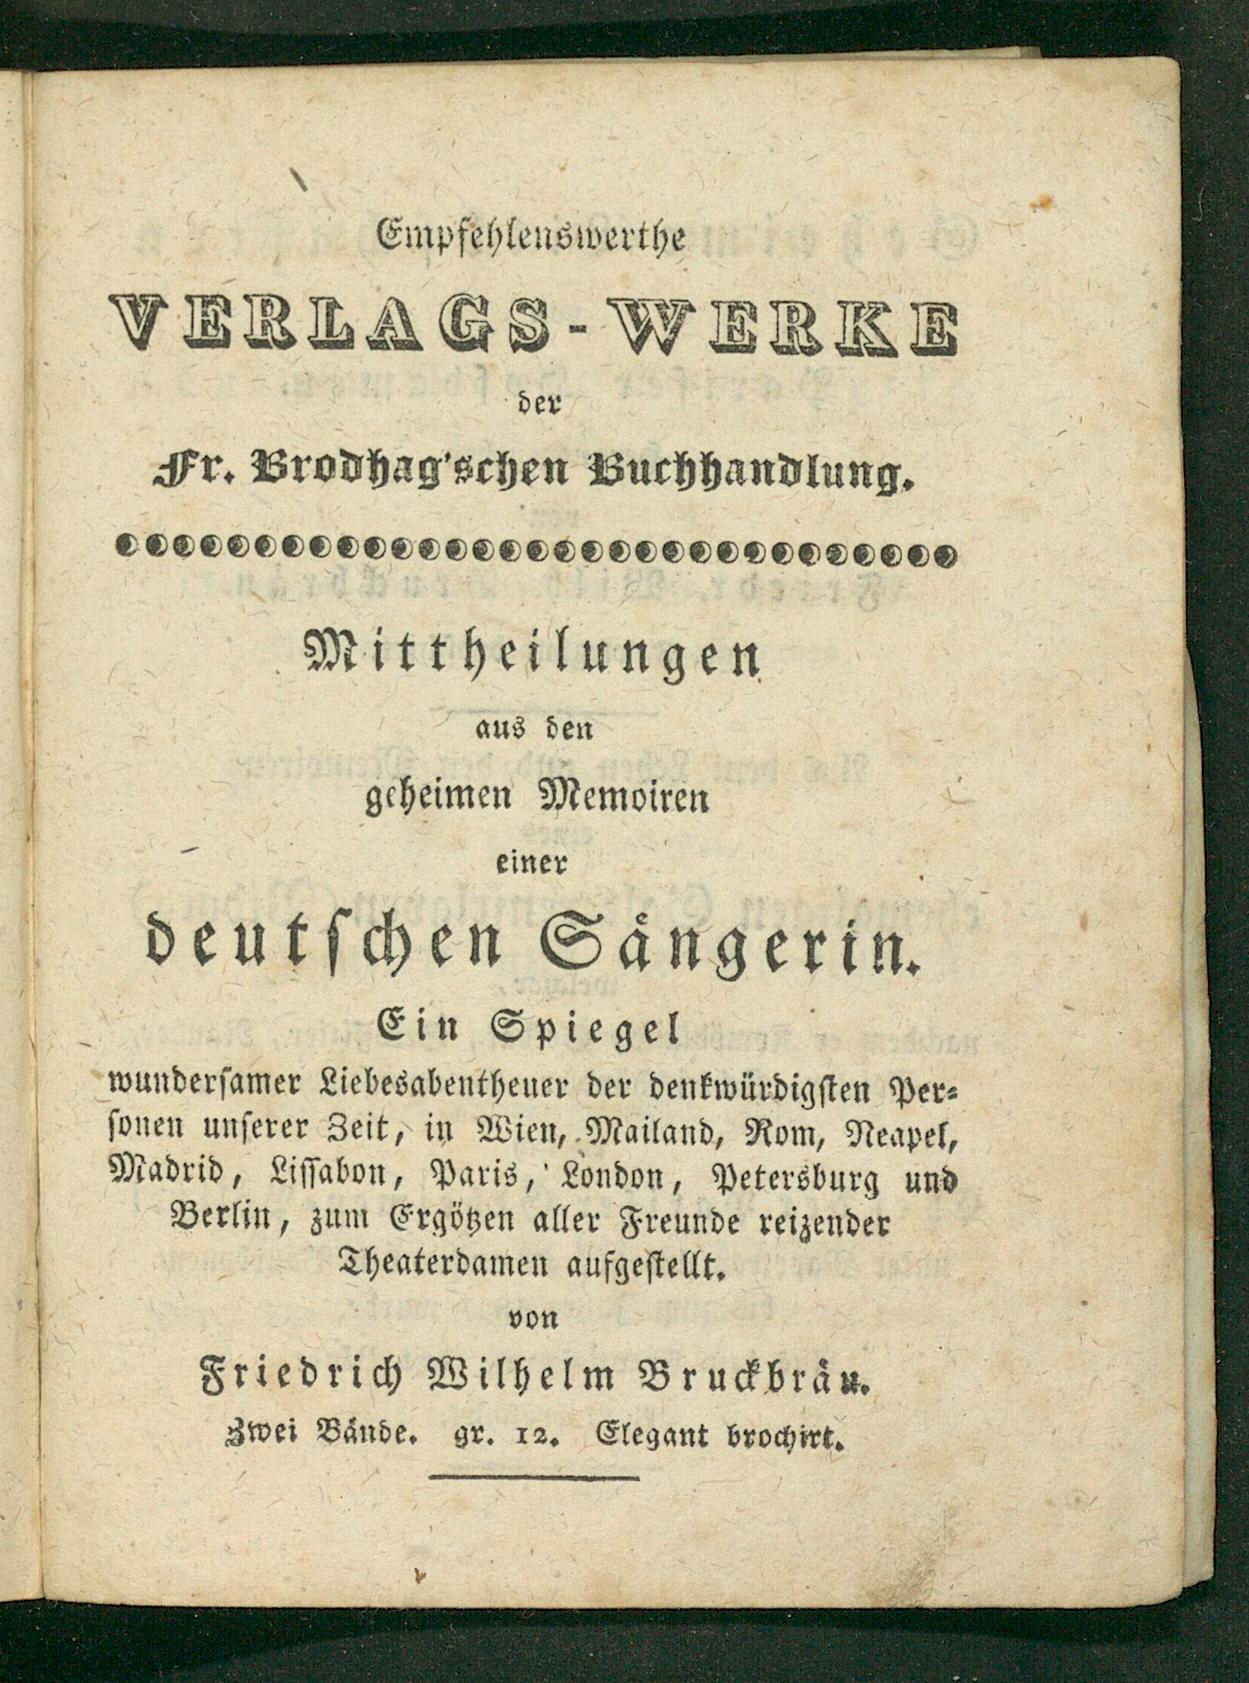 Empfehlenswerthe
VERLAGS-WERKE
der
Fr. Brodhag'schen Buchhandlung.
Mittheilungen
aus den
geheimen Memoiren
einer
deutschen Sängerin.
Ein Spiegel
wundersamer Liebesabentheuer der denkwürdigsten Per-
sonen unserer Zeit, in Wien, Mailand, Rom, Neapel,
Madrid, Lissabon, Paris, London, Petersburg und
Berlin, zum Ergötzen aller Freunde reizender
Theaterdamen aufgestellt.
von
Friedrich Wilhelm Bruckbräu.
Zwei Bände. gr. 12. Elegant brochirt.